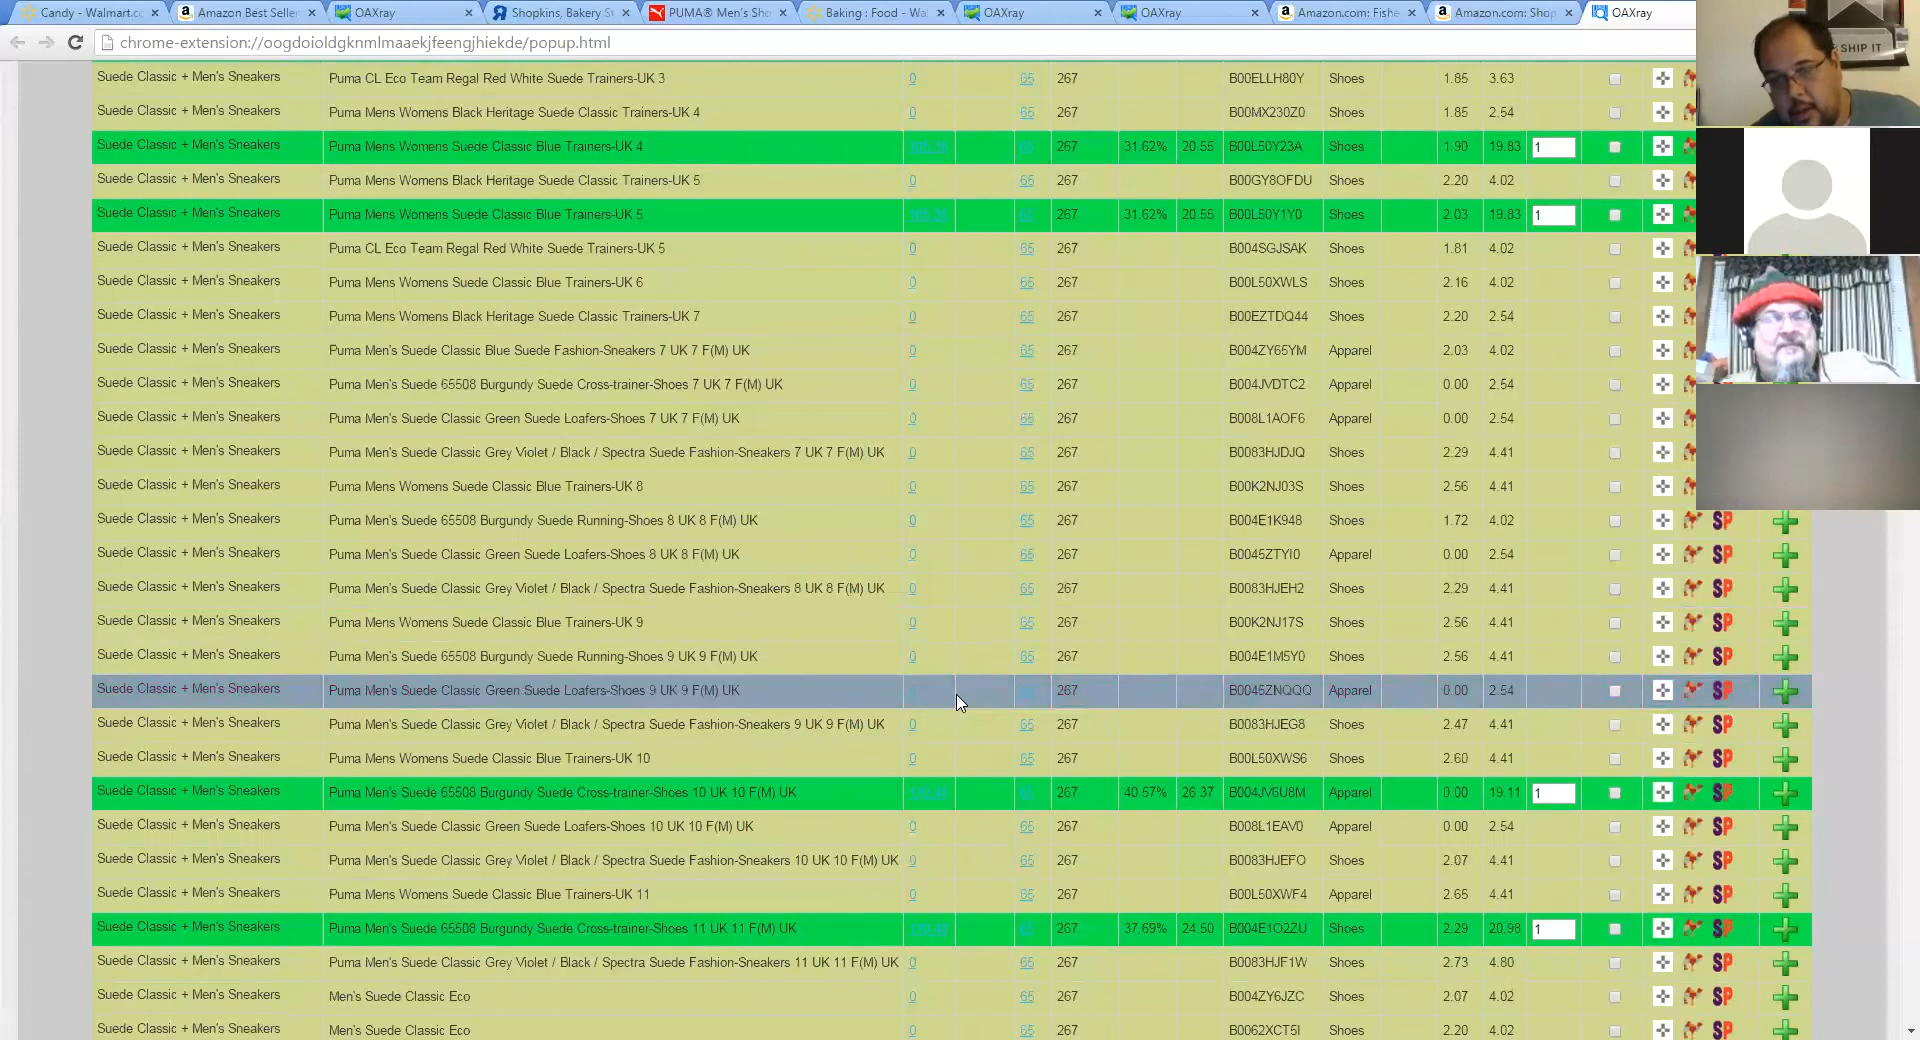 Candy - Walmart.co
Amazon Best Selle
OAXray
Shopkins, Bakery St
PUMA® Men's Sho
Baking : Food - Wal
OAXray
OAXray
Amazon.com: Fishe
Amazon.com: Shop
OAXray
chrome-extension://oogdoioldgknmlmaaekjfeengjhiekde/popup.html
SHIP IT
Suede Classic + Men's Sneakers Puma CL Eco Team Regal Red White Suede Trainers-UK 3 0 65 267 B00ELLH80Y Shoes 1.85 3.63
Suede Classic + Men's Sneakers Puma Mens Womens Black Heritage Suede Classic Trainers-UK 4 0 65 267 B00MX230Z0 Shoes 1.85 2.54
Suede Classic + Men's Sneakers Puma Mens Womens Suede Classic Blue Trainers-UK 4 65 267 31.62% 20.55 B00L50Y23A Shoes 1.90 19.83 1
Suede Classic + Men's Sneakers Puma Mens Womens Black Heritage Suede Classic Trainers-UK 5 0 65 267 B00GY8OFDU Shoes 2.20 4.02
Suede Classic + Men's Sneakers Puma Mens Womens Suede Classic Blue Trainers-UK 5 65 267 31.62% 20.55 B00L50Y1Y0 Shoes 2.03 19.83 1
Suede Classic + Men's Sneakers Puma CL Eco Team Regal Red White Suede Trainers-UK 5 0 65 267 B004SGJSAK Shoes 1.81 4.02
Suede Classic + Men's Sneakers Puma Mens Womens Suede Classic Blue Trainers-UK 6 0 65 267 B00L50XWLS Shoes 2.16 4.02
Suede Classic + Men's Sneakers Puma Mens Womens Black Heritage Suede Classic Trainers-UK 7 0 65 267 B00EZTDQ44 Shoes 2.20 2.54
Suede Classic + Men's Sneakers Puma Men's Suede Classic Blue Suede Fashion-Sneakers 7 UK 7 F(M) UK 0 65 267 B004ZY65YM Apparel 2.03 4.02
Suede Classic + Men's Sneakers Puma Men's Suede 65508 Burgundy Suede Cross-trainer-Shoes 7 UK 7 F(M) UK 0 65 267 B004JVDTC2 Apparel 0.00 2.54
Suede Classic + Men's Sneakers Puma Men's Suede Classic Green Suede Loafers-Shoes 7 UK 7 F(M) UK 0 65 267 B008L1AOF6 Apparel 0.00 2.54
Suede Classic + Men's Sneakers Puma Men's Suede Classic Grey Violet / Black / Spectra Suede Fashion-Sneakers 7 UK 7 F(M) UK 0 65 267 B0083HJDJQ Shoes 2.29 4.41
Suede Classic + Men's Sneakers Puma Mens Womens Suede Classic Blue Trainers-UK 8 0 65 267 B00K2NJ03S Shoes 2.56 4.41
Suede Classic + Men's Sneakers Puma Men's Suede 65508 Burgundy Suede Running-Shoes 8 UK 8 F(M) UK 0 65 267 B004E1K948 Shoes 1.72 4.02 SP
Suede Classic + Men's Sneakers Puma Men's Suede Classic Green Suede Loafers-Shoes 8 UK 8 F(M) UK 0 65 267 B0045ZTYI0 Apparel 0.00 2.54 SP
Suede Classic + Men's Sneakers Puma Men's Suede Classic Grey Violet / Black / Spectra Suede Fashion-Sneakers 8 UK 8 F(M) UK 0 65 267 B0083HJEH2 Shoes 2.29 4.41 SP
Suede Classic + Men's Sneakers Puma Mens Womens Suede Classic Blue Trainers-UK 9 0 65 267 B00K2NJ17S Shoes 2.56 4.41 SP
Suede Classic + Men's Sneakers Puma Men's Suede 65508 Burgundy Suede Running-Shoes 9 UK 9 F(M) UK 0 65 267 B004E1M5Y0 Shoes 2.56 4.41 SP
Suede Classic + Men's Sneakers Puma Men's Suede Classic Green Suede Loafers-Shoes 9 UK 9 F(M) UK 267 B0045ZNQQQ Apparel 0.00 2.54 SP
Suede Classic + Men's Sneakers Puma Men's Suede Classic Grey Violet / Black / Spectra Suede Fashion-Sneakers 9 UK 9 F(M) UK 0 65 267 B0083HJEG8 Shoes 2.47 4.41 SP
Suede Classic + Men's Sneakers Puma Mens Womens Suede Classic Blue Trainers-UK 10 0 65 267 B00L50XWS6 Shoes 2.60 4.41 SP
Suede Classic + Men's Sneakers Puma Men's Suede 65508 Burgundy Suede Cross-trainer-Shoes 10 UK 10 F(M) UK 65 267 40.57% 26.37 B004JV6U8M Apparel 0.00 19.11 1 SP
Suede Classic + Men's Sneakers Puma Men's Suede Classic Green Suede Loafers-Shoes 10 UK 10 F(M) UK 0 65 267 B008L1EAV0 Apparel 0.00 2.54 SP
Suede Classic + Men's Sneakers Puma Men's Suede Classic Grey Violet / Black / Spectra Suede Fashion-Sneakers 10 UK 10 F(M) UK 0 65 267 B0083HJEFO Shoes 2.07 4.41 SP
Suede Classic + Men's Sneakers Puma Mens Womens Suede Classic Blue Trainers-UK 11 0 65 267 B00L50XWF4 Apparel 2.65 4.41 SP
Suede Classic + Men's Sneakers Puma Men's Suede 65508 Burgundy Suede Cross-trainer-Shoes 11 UK 11 F(M) UK 65 267 37.69% 24.50 B004E1O2ZU Shoes 2.29 20.98 1 SP
Suede Classic + Men's Sneakers Puma Men's Suede Classic Grey Violet / Black / Spectra Suede Fashion-Sneakers 11 UK 11 F(M) UK 0 65 267 B0083HJF1W Shoes 2.73 4.80 SP
Suede Classic + Men's Sneakers Men's Suede Classic Eco 0 65 267 B004ZY6JZC Shoes 2.07 4.02 SP
Suede Classic + Men's Sneakers Men's Suede Classic Eco 0 65 267 B0062XCT5I Shoes 2.20 4.02 SP